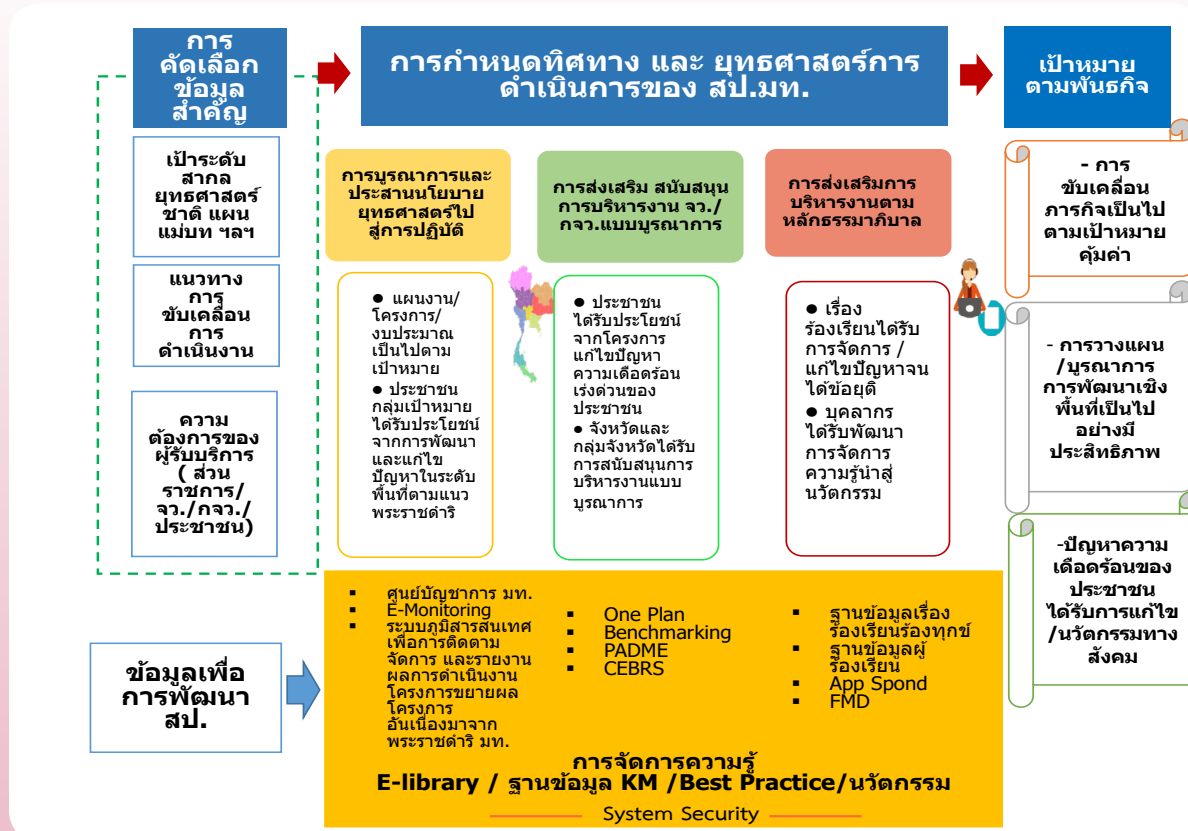 การ
คัดเลือก
ข้อมูล
สำคัญ
การกำหนดทิศทาง และ ยุทธศาสตร์การ
ดำเนินการของ สป.มท.
เป้าหมาย
ตามพันธกิจ
เป้าระดับ
สากล
ยุทธศาสตร์
ชาติ แผน
แม่บท ฯลฯ
แนวทาง
การ
ขับเคลื่อน
การ
ดำเนินงาน
ความ
ต้องการของ
ผู้รับบริการ
( ส่วน
ราชการ/
จว./กจว./
ประชาชน)
การบูรณาการและ
ประสานนโยบาย
ยุทธศาสตร์ไป
สู่การปฏิบัติ
● แผนงาน/
โครงการ/
งบประมาณ
เป็นไปตาม
เป้าหมาย
● ประชาชน
กลุ่มเป้าหมาย
ได้รับประโยชน์
จากการพัฒนา
และแก้ไข
ปัญหาในระดับ
พื้นที่ตามแนว
พระราชดำริ
การส่งเสริม สนับสนุน
การบริหารงาน จว./
กจว.แบบบูรณาการ
● ประชาชน
ได้รับประโยชน์
จากโครงการ
แก้ไขปัญหา
ความเดือดร้อน
เร่งด่วนของ
ประชาชน
● จังหวัดและ
กลุ่มจังหวัดได้รับ
การสนับสนุนการ
บริหารงานแบบ
บูรณาการ
การส่งเสริมการ
บริหารงานตาม
หลักธรรมาภิบาล
● เรื่อง
ร้องเรียนได้รับ
การจัดการ /
แก้ไขปัญหาจน
ได้ข้อยุติ
● บุคลากร
ได้รับพัฒนา
การจัดการ
ความรู้นำสู่
นวัตกรรม
- การ
ขับเคลื่อน
ภารกิจเป็นไป
ตามเป้าหมาย
คุ้มค่า
- การวางแผน
/บูรณาการ
การพัฒนาเชิง
พื้นที่เป็นไป
อย่างมี
ประสิทธิภาพ
-ปัญหาความ
เดือดร้อนของ
ประชาชน
ได้รับการแก้ไข
/นวัตกรรมทาง
สังคม
ข้อมูลเพื่อ
การพัฒนา
สป.
▪ ศูนย์บัญชาการ มท.
▪ E-Monitoring
▪ ระบบภูมิสารสนเทศ
เพื่อการติดตาม
จัดการ และรายงาน
ผลการดำเนินงาน
โครงการขยายผล
โครงการ
อันเนื่องมาจาก
พระราชดำริ มท.
▪ One Plan
▪ Benchmarking
▪ PADME
▪ CEBRS
▪ ฐานข้อมูลเรื่อง
ร้องเรียนร้องทุกข์
▪ ฐานข้อมูลผู้
ร้องเรียน
▪ App Spond
▪ FMD
การจัดการความรู้
E-library / ฐานข้อมูล KM /Best Practice/นวัตกรรม
System Security